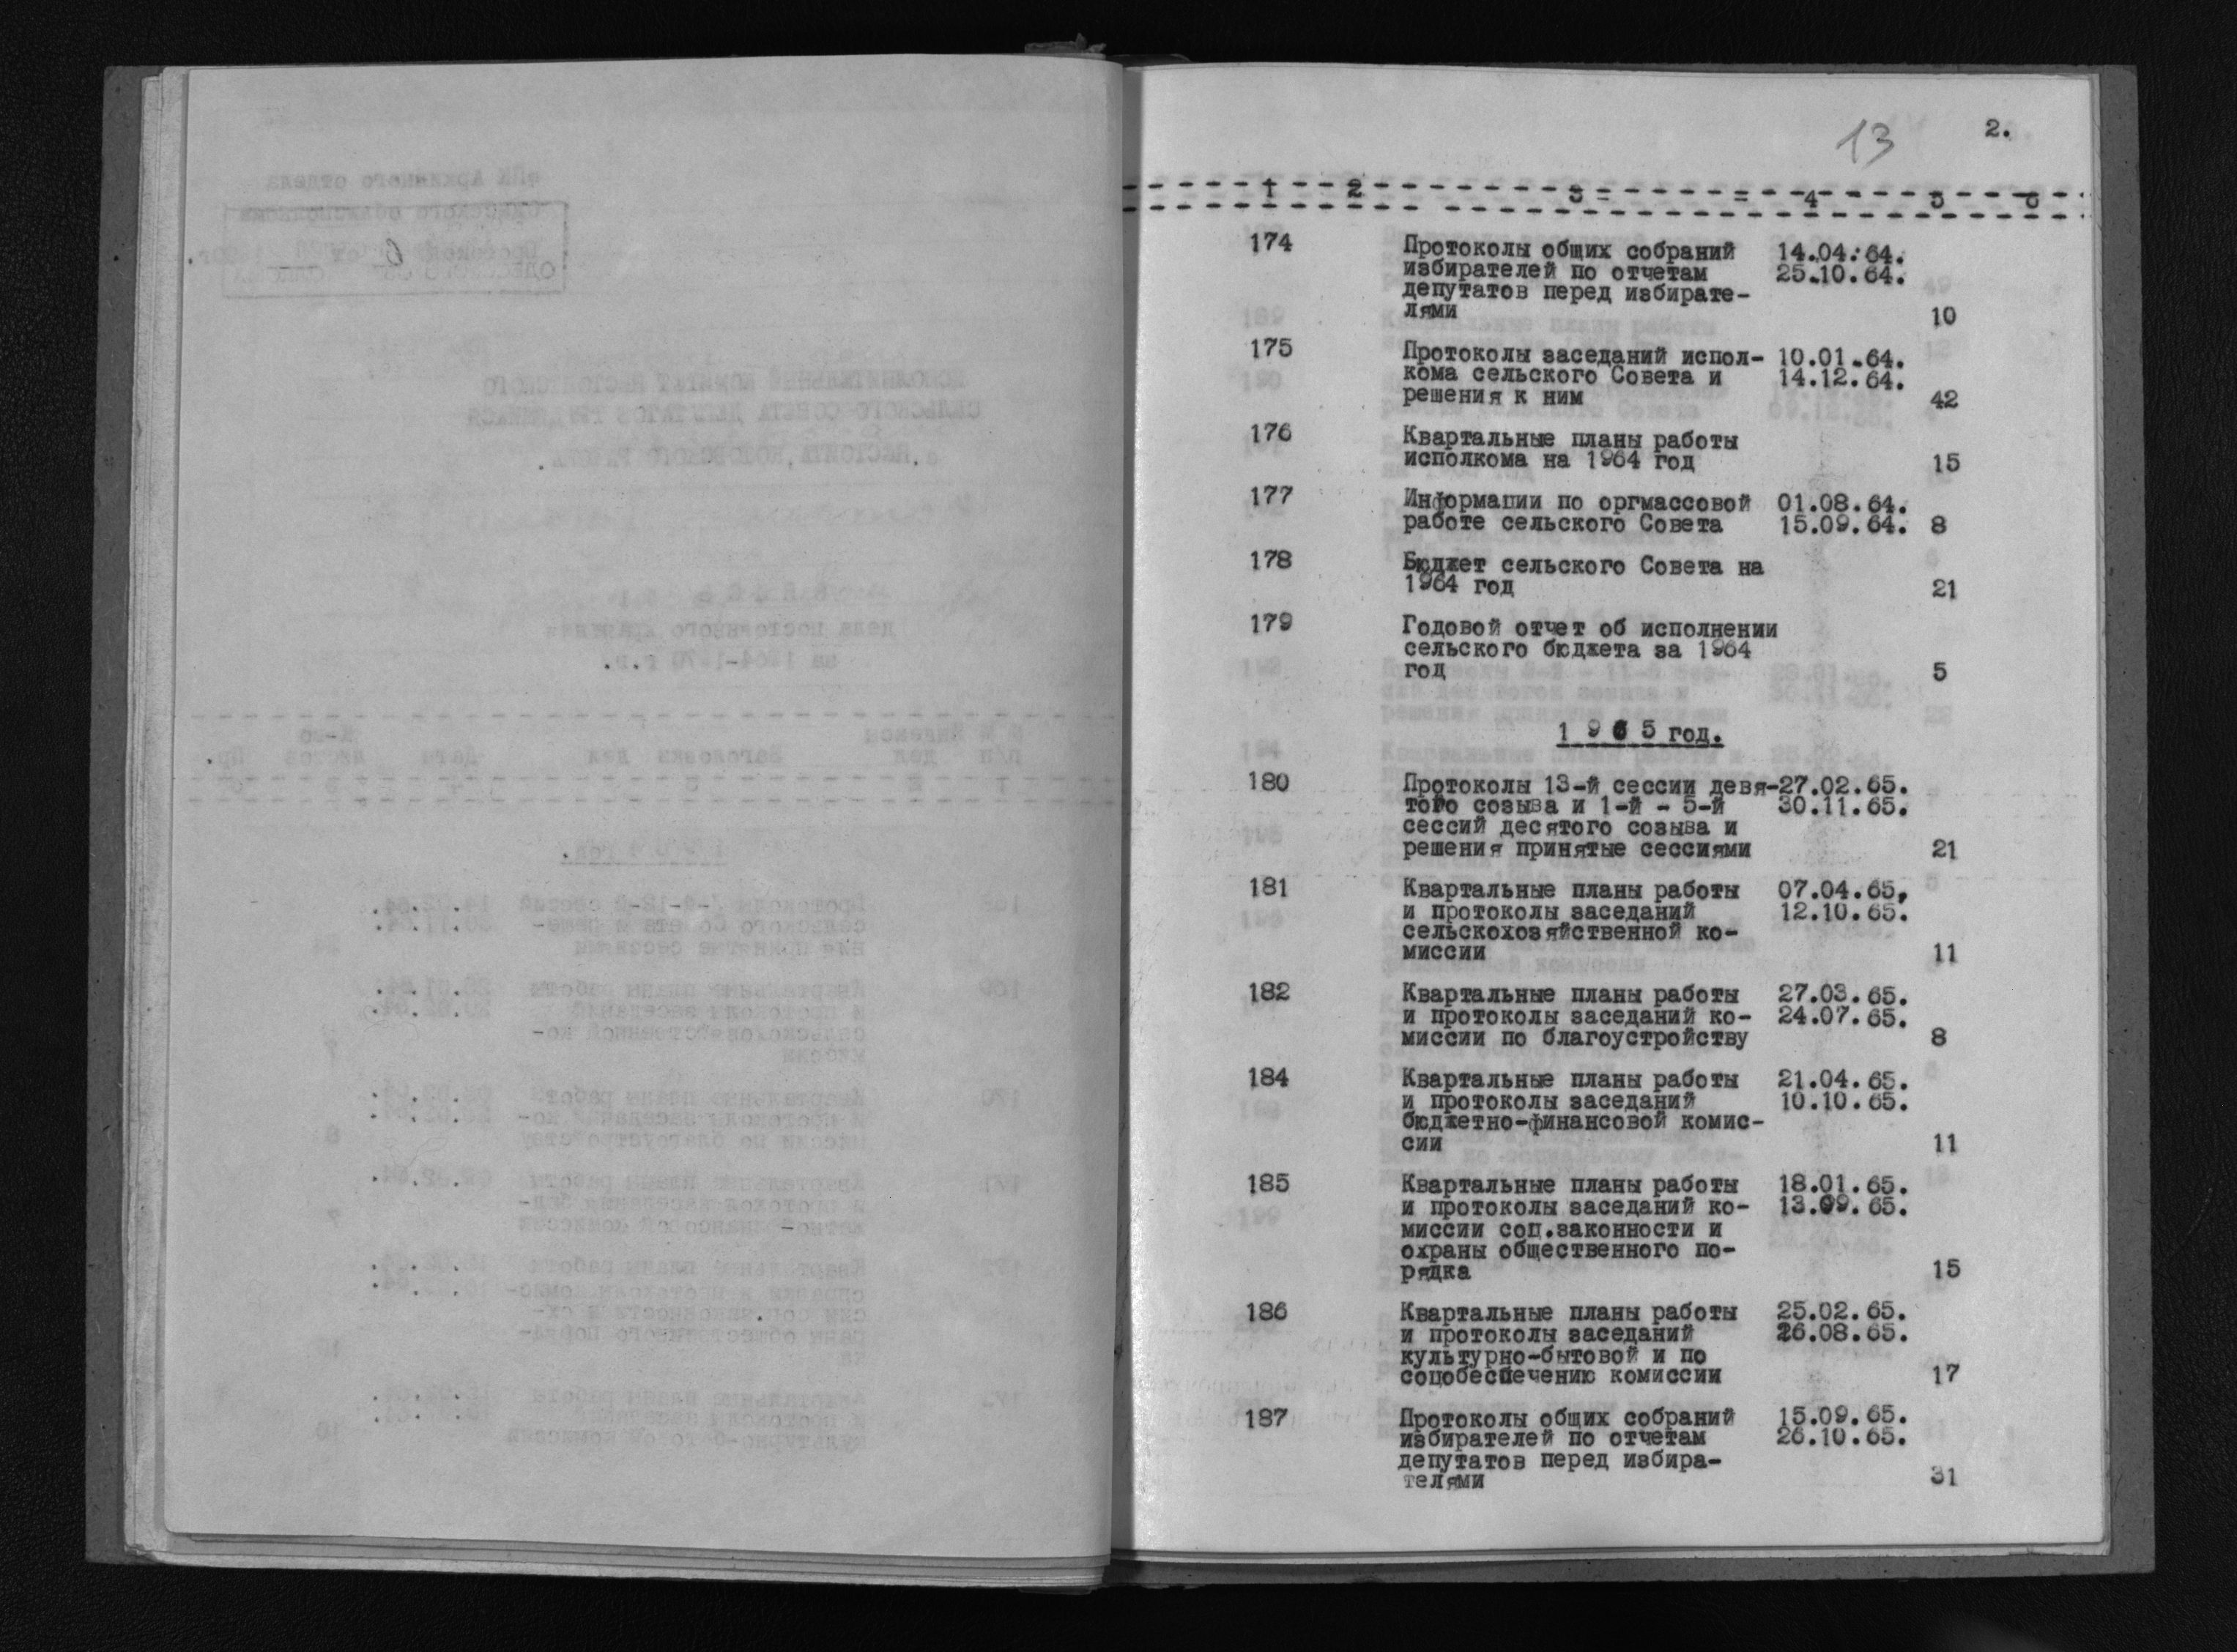 13 2.
1 2 3 4 5 6
174 Протоколы общих собраний 14.04.64.
избирателей по отчетам 25.10.64.
депутатов перед избирате-
лями 10
175 Протоколы заседаний испол- 10.01.64.
кома сельского Совета и 14.12.64.
решения к ним 42
176 Квартальные планы работы
исполкома на 1964 год 15
177 Информации по оргмассовой 01.08.64.
работе сельского Совета 15.09.64. 8
178 Бюджет сельского Совета на
1964 год 21
179 Годовой отчет об исполнении
сельского бюджета за 1964
год 5
1965 год.
180 Протоколы 13-й сессии девя- 27.02.65.
того созыва и 1-й - 5-й 30.11.65.
сессий десятого созыва и
решения принятые сессиями 21
181 Квартальные планы работы 07.04.65,
и протоколы заседаний 12.10.65.
сельскохозяйственной ко-
миссии 11
182 Квартальные планы работы 27.03.65.
и протоколы заседаний ко- 24.07.65.
миссии по благоустройству 8
184 Квартальные планы работы 21.04.65.
и протоколы заседаний 10.10.65.
бюджетно-финансовой комис-
сии 11
185 Квартальные планы работы 18.01.65.
и протоколы заседаний ко- 13.09.65.
миссии соц.законности и
охраны общественного по-
рядка 15
186 Квартальные планы работы 25.02.65.
и протоколы заседаний 26.08.65.
культурно-бытовой и по
соцобеспечению комиссии 17
187 Протоколы общих собраний 15.09.65.
избирателей по отчетам 26.10.65.
депутатов перед избира-
телями 31